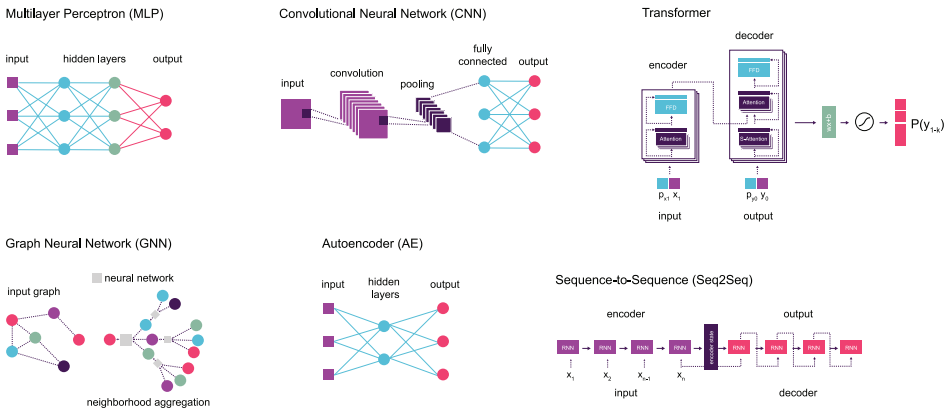 Multilayer Perceptron (MLP)
input
hidden layers
output
Convolutional Neural Network (CNN)
input
convolution
pooling
fully
connected
output
Transformer
encoder
decoder
FFD
Attention
FFD
Attention
S-Attention
wx+b
P(y1-k)
px1 x1
py0 y0
input
output
Graph Neural Network (GNN)
neural network
input graph
neighborhood aggregation
Autoencoder (AE)
input
hidden
layers
output
Sequence-to-Sequence (Seq2Seq)
encoder
output
RNN RNN RNN RNN encoder state RNN RNN RNN RNN
x1 x2 xn-1 xn
input
decoder